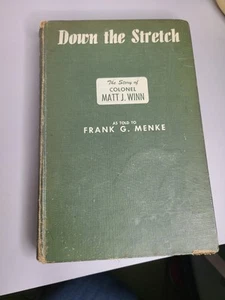 Down the Stretch
The Story of
COLONEL
MATT J. WINN
AS TOLD TO
FRANK G. MENKE